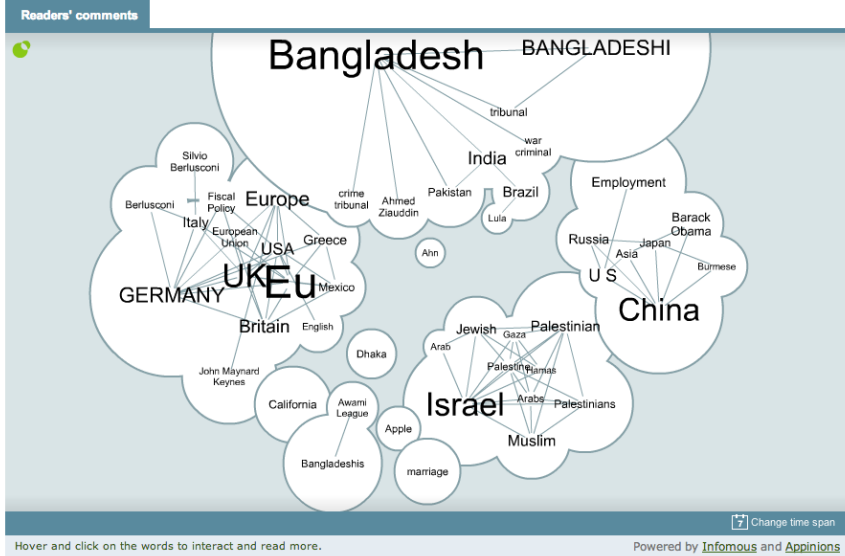 Readers' comments
Bangladesh
BANGLADESHI
tribunal
war
criminal
India
crime
tribunal
Ahmed
Ziauddin
Pakistan
Brazil
Lula
Silvio
Berlusconi
Berlusconi
Fiscal
Policy
Europe
Italy
European
Union
USA
Greece
UK
Eu
Mexico
GERMANY
Britain
English
John Maynard
Keynes
Ahn
Employment
Barack
Obama
Russia
Japan
Asia
Burmese
U S
China
Dhaka
California
Awami
League
Apple
Bangladeshis
marriage
Jewish
Gaza
Palestinian
Arab
Palestine
Hamas
Israel
Arabs
Palestinians
Muslim
7 Change time span
Hover and click on the words to interact and read more.
Powered by Infomous and Appinions